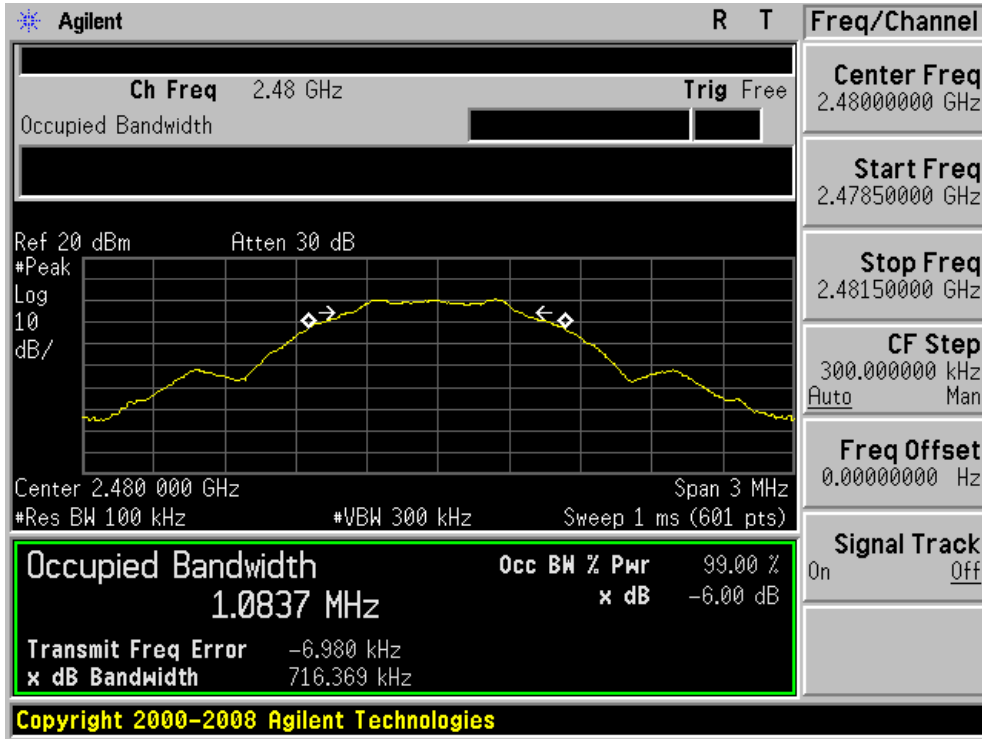 Agilent R T
Ch Freq 2.48 GHz Trig Free
Occupied Bandwidth
Ref 20 dBm Atten 30 dB
#Peak
Log
10
dB/
Center 2.480 000 GHz Span 3 MHz
#Res BW 100 kHz #VBW 300 kHz Sweep 1 ms (601 pts)
Occupied Bandwidth
1.0837 MHz
Occ BW % Pwr 99.00 %
x dB -6.00 dB
Transmit Freq Error -6.980 kHz
x dB Bandwidth 716.369 kHz
Copyright 2000-2008 Agilent Technologies
Freq/Channel
Center Freq
2.48000000 GHz
Start Freq
2.47850000 GHz
Stop Freq
2.48150000 GHz
CF Step
300.000000 kHz
Auto Man
Freq Offset
0.00000000 Hz
Signal Track
On Off